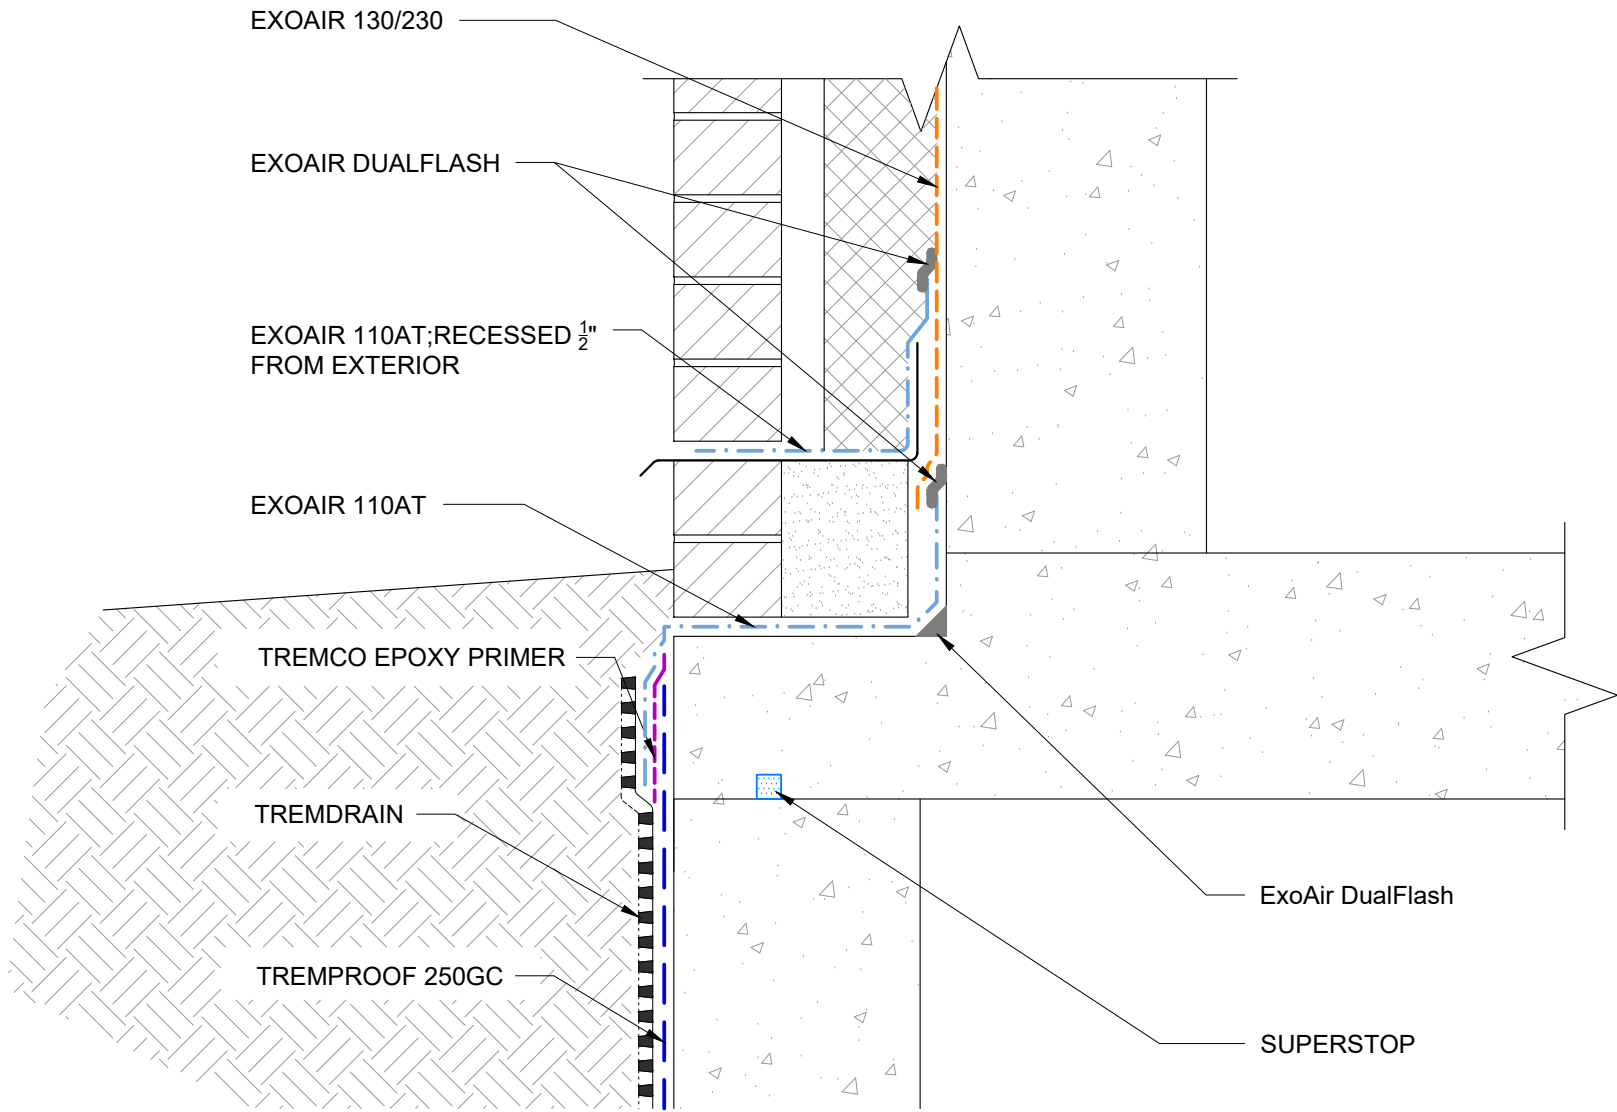 EXOAIR 130/230
EXOAIR DUALFLASH
EXOAIR 110AT;RECESSED 1/2"
FROM EXTERIOR
EXOAIR 110AT
TREMCO EPOXY PRIMER
TREMDRAIN
TREMPROOF 250GC
ExoAir DualFlash
SUPERSTOP